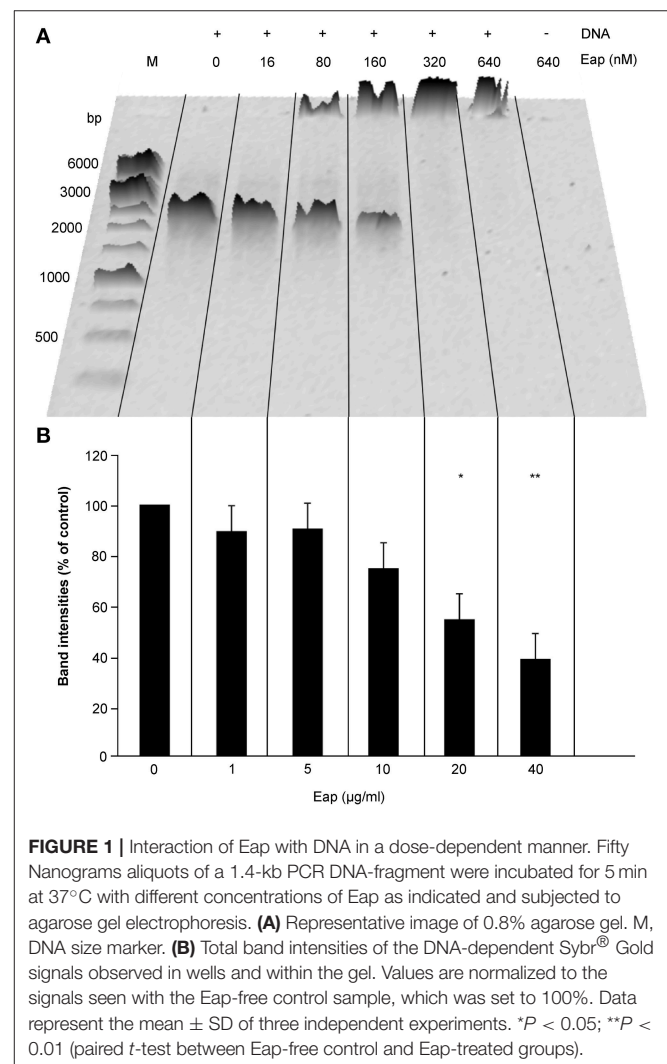 A
+ + + + + + - DNA
M 0 16 80 160 320 640 640 Eap (nM)
bp
6000
3000
2000
1000
500
B
120
100
80
60
40
20
0
Band intensities (% of control)
* **
0 1 5 10 20 40
Eap (µg/ml)
FIGURE 1 | Interaction of Eap with DNA in a dose-dependent manner. Fifty
Nanograms aliquots of a 1.4-kb PCR DNA-fragment were incubated for 5 min
at 37°C with different concentrations of Eap as indicated and subjected to
agarose gel electrophoresis. (A) Representative image of 0.8% agarose gel. M,
DNA size marker. (B) Total band intensities of the DNA-dependent Sybr® Gold
signals observed in wells and within the gel. Values are normalized to the
signals seen with the Eap-free control sample, which was set to 100%. Data
represent the mean ± SD of three independent experiments. *P < 0.05; **P <
0.01 (paired t-test between Eap-free control and Eap-treated groups).